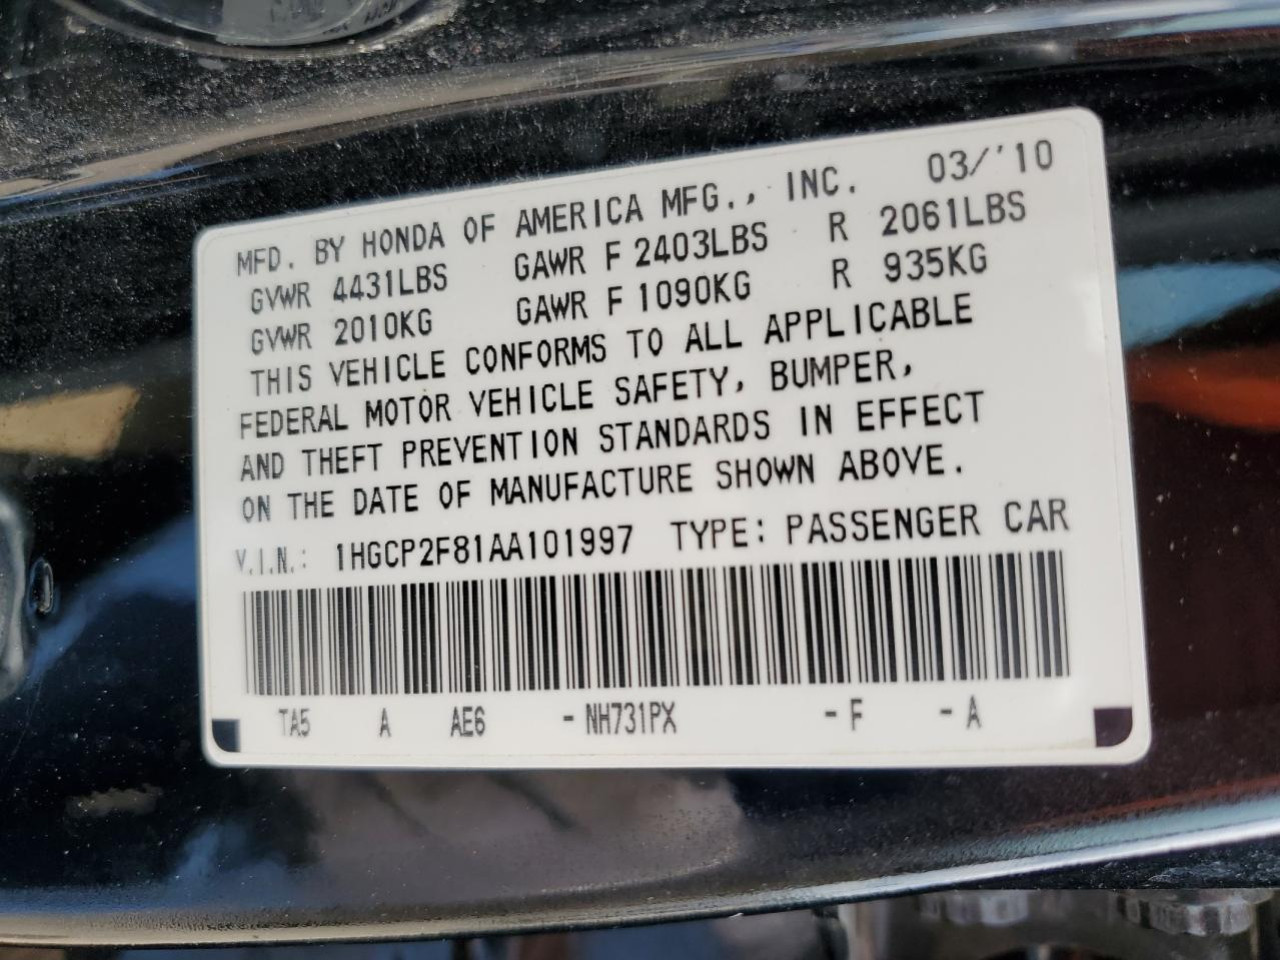 MFD. BY HONDA OF AMERICA MFG., INC. 03/'10
GVWR 4431LBS GAWR F 2403LBS R 2061LBS
GVWR 2010KG GAWR F 1090KG R 935KG
THIS VEHICLE CONFORMS TO ALL APPLICABLE
FEDERAL MOTOR VEHICLE SAFETY, BUMPER,
AND THEFT PREVENTION STANDARDS IN EFFECT
ON THE DATE OF MANUFACTURE SHOWN ABOVE.
V.I.N.: 1HGCP2F81AA101997 TYPE: PASSENGER CAR
TA5 A AE6 -NH731PX -F -A